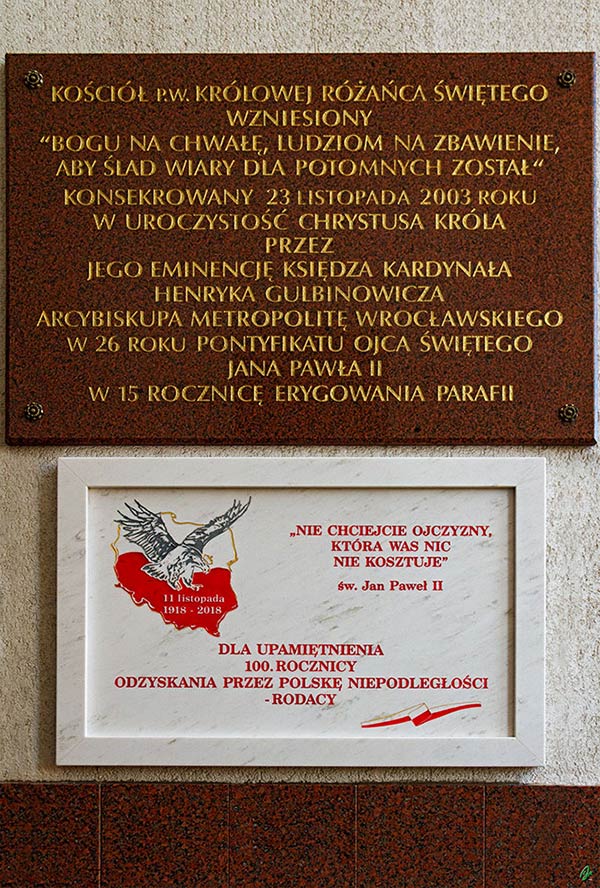 KOŚCIÓŁ P.W. KRÓLOWEJ RÓŻAŃCA ŚWIĘTEGO
WZNIESIONY
“BOGU NA CHWAŁĘ, LUDZIOM NA ZBAWIENIE,
ABY ŚLAD WIARY DLA POTOMNYCH ZOSTAŁ“
KONSEKROWANY 23 LISTOPADA 2003 ROKU
W UROCZYSTOŚĆ CHRYSTUSA KRÓLA
PRZEZ
JEGO EMINENCJĘ KSIĘDZA KARDYNAŁA
HENRYKA GULBINOWICZA
ARCYBISKUPA METROPOLITĘ WROCŁAWSKIEGO
W 26 ROKU PONTYFIKATU OJCA ŚWIĘTEGO
JANA PAWŁA II
W 15 ROCZNICĘ ERYGOWANIA PARAFII
„NIE CHCIEJCIE OJCZYZNY,
KTÓRA WAS NIC
NIE KOSZTUJE”
św. Jan Paweł II
11 listopada
1918 - 2018
DLA UPAMIĘTNIENIA
100. ROCZNICY
ODZYSKANIA PRZEZ POLSKĘ NIEPODLEGŁOŚCI
-RODACY